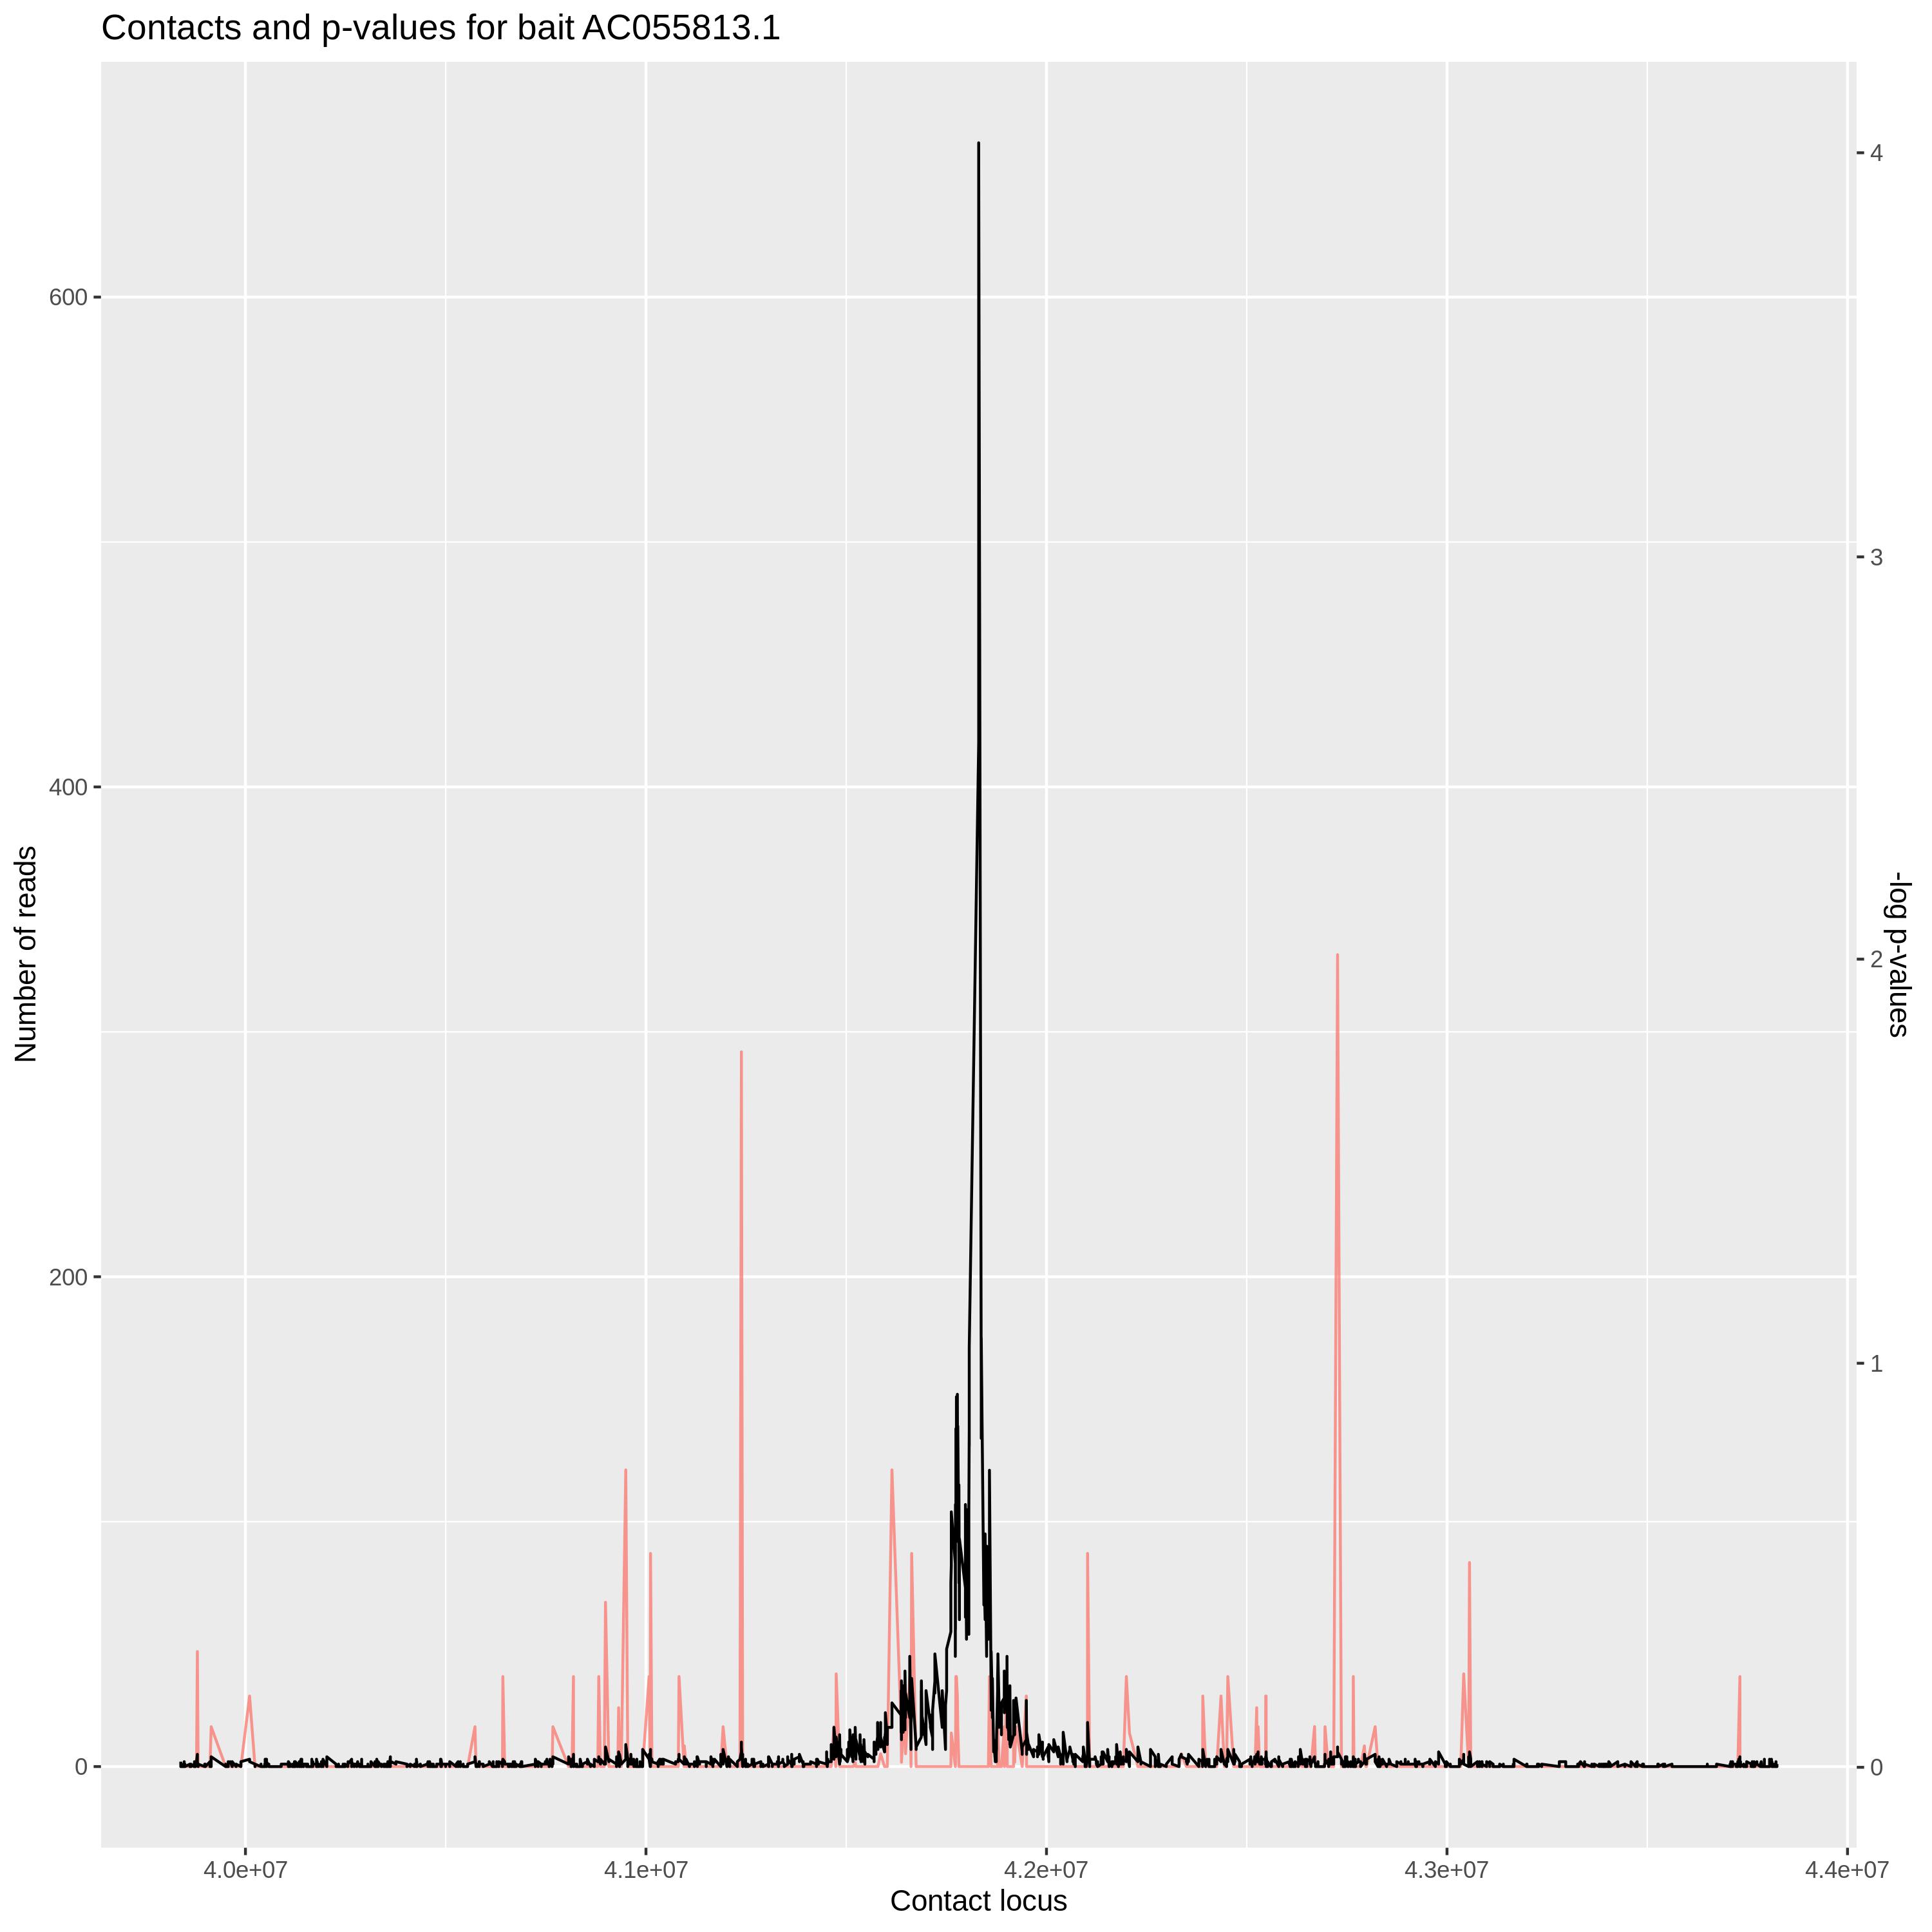 Contacts and p-values for bait AC055813.1
600
400
200
0
Number of reads
4
3
2
1
0
-log p-values
4.0e+07
4.1e+07
4.2e+07
4.3e+07
4.4e+07
Contact locus